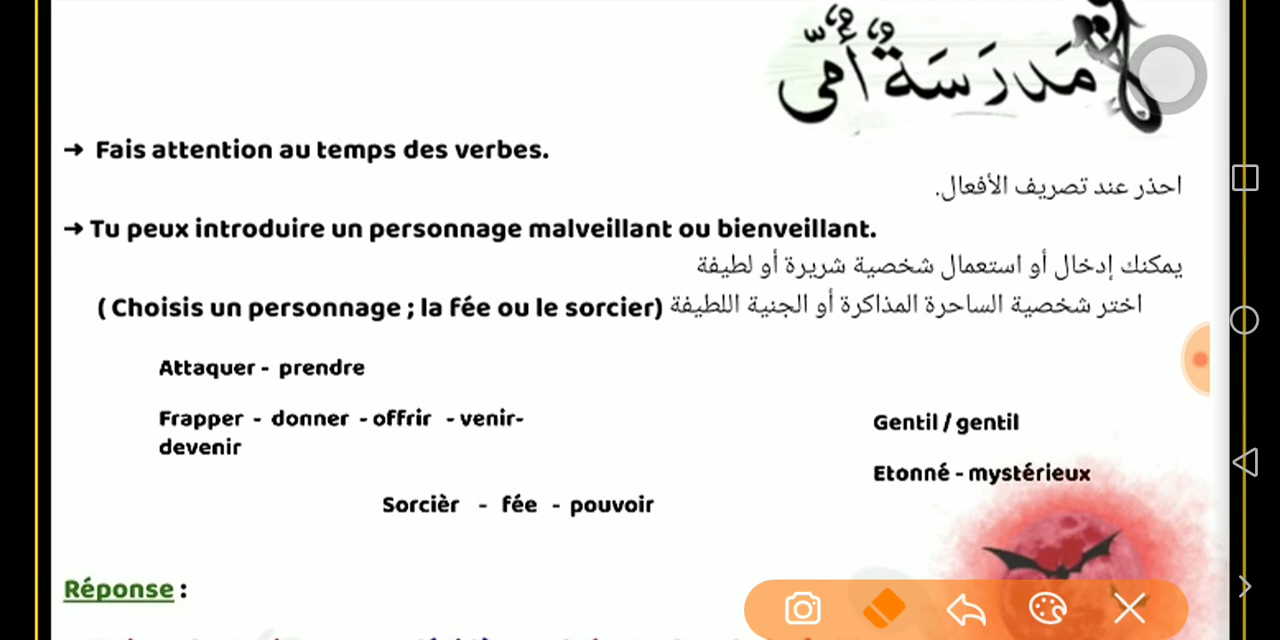 مَدرَسَةُ أُمّي
→ Fais attention au temps des verbes.
احذر عند تصريف الأفعال.
→ Tu peux introduire un personnage malveillant ou bienveillant.
يمكنك إدخال أو استعمال شخصية شريرة أو لطيفة
( Choisis un personnage ; la fée ou le sorcier) اختر شخصية الساحرة المذاكرة أو الجنية اللطيفة
Attaquer - prendre
Frapper - donner - offrir - venir-
devenir
Gentil / gentil
Etonné - mystérieux
Sorcièr - fée - pouvoir
Réponse :